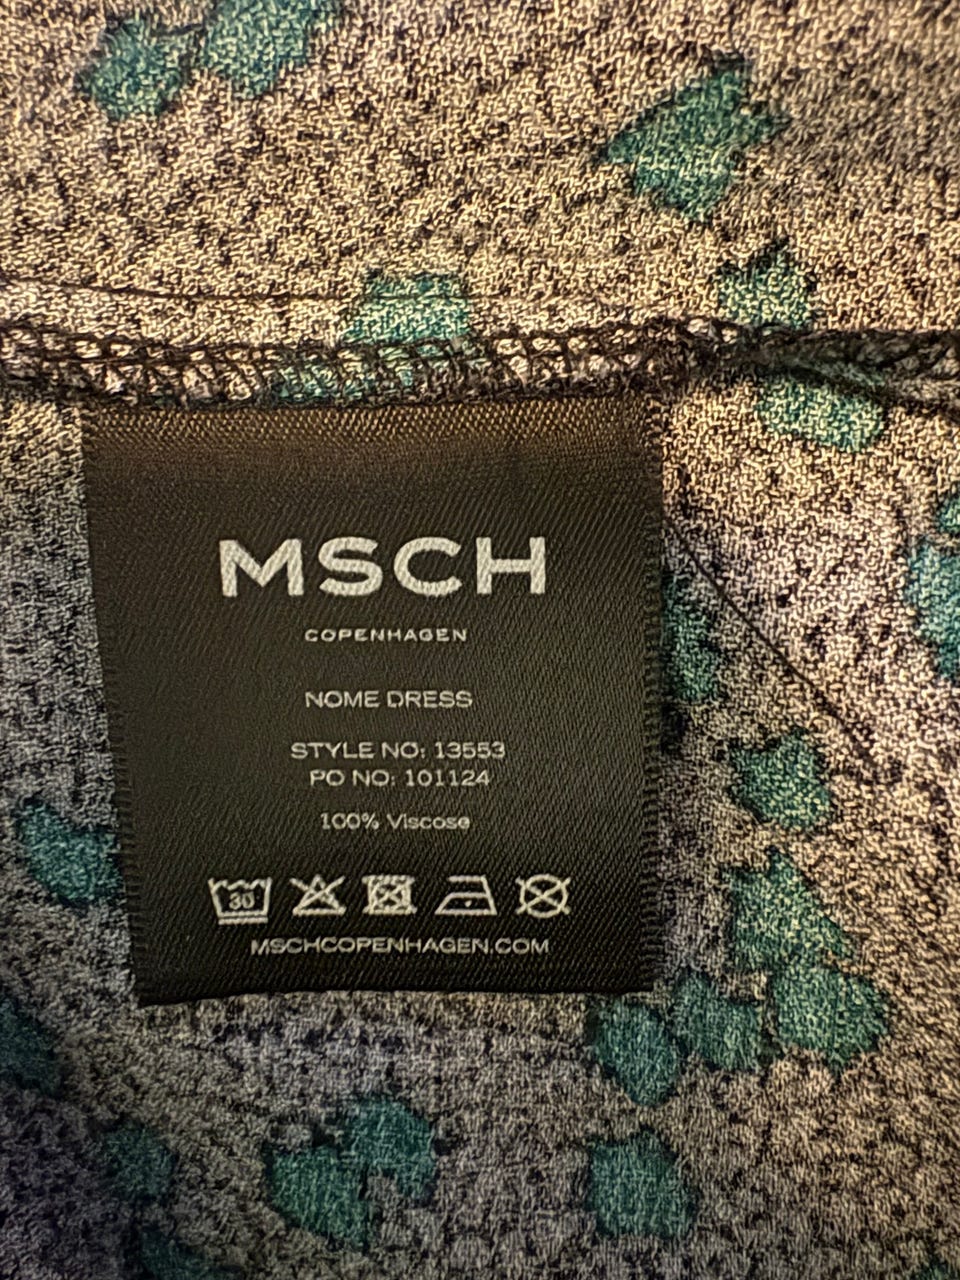 MSCH
COPENHAGEN
NOME DRESS
STYLE NO: 13553
PO NO: 101124
100% Viscose
30
MSCHCOPENHAGEN.COM